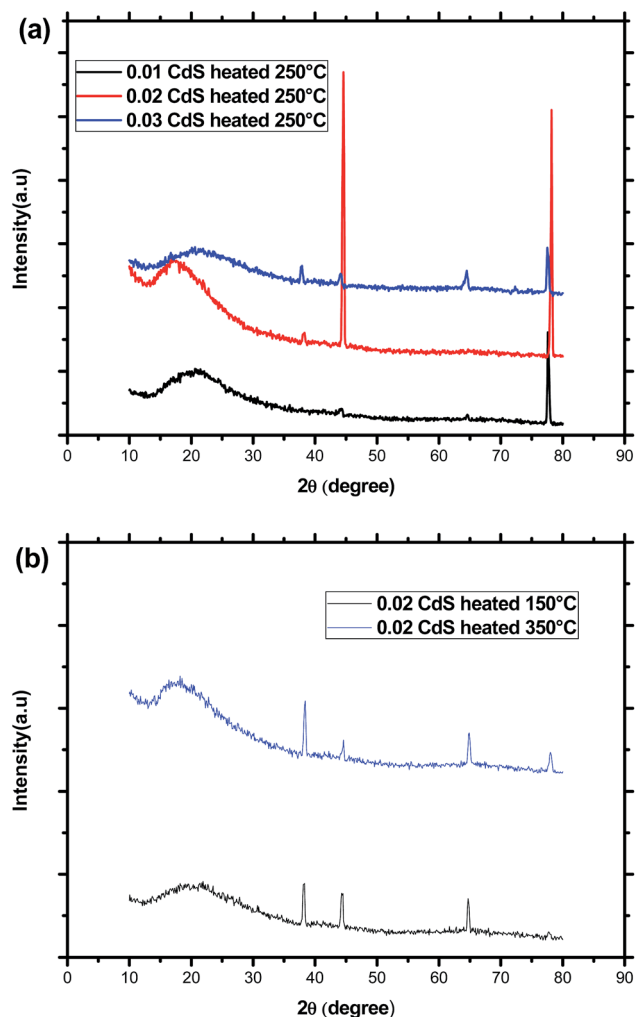 (a)
0.01 CdS heated 250°C
0.02 CdS heated 250°C
0.03 CdS heated 250°C
Intensity(a.u)
0 10 20 30 40 50 60 70 80 90
2θ (degree)
(b)
0.02 CdS heated 150°C
0.02 CdS heated 350°C
Intensity(a.u)
0 10 20 30 40 50 60 70 80 90
2θ (degree)